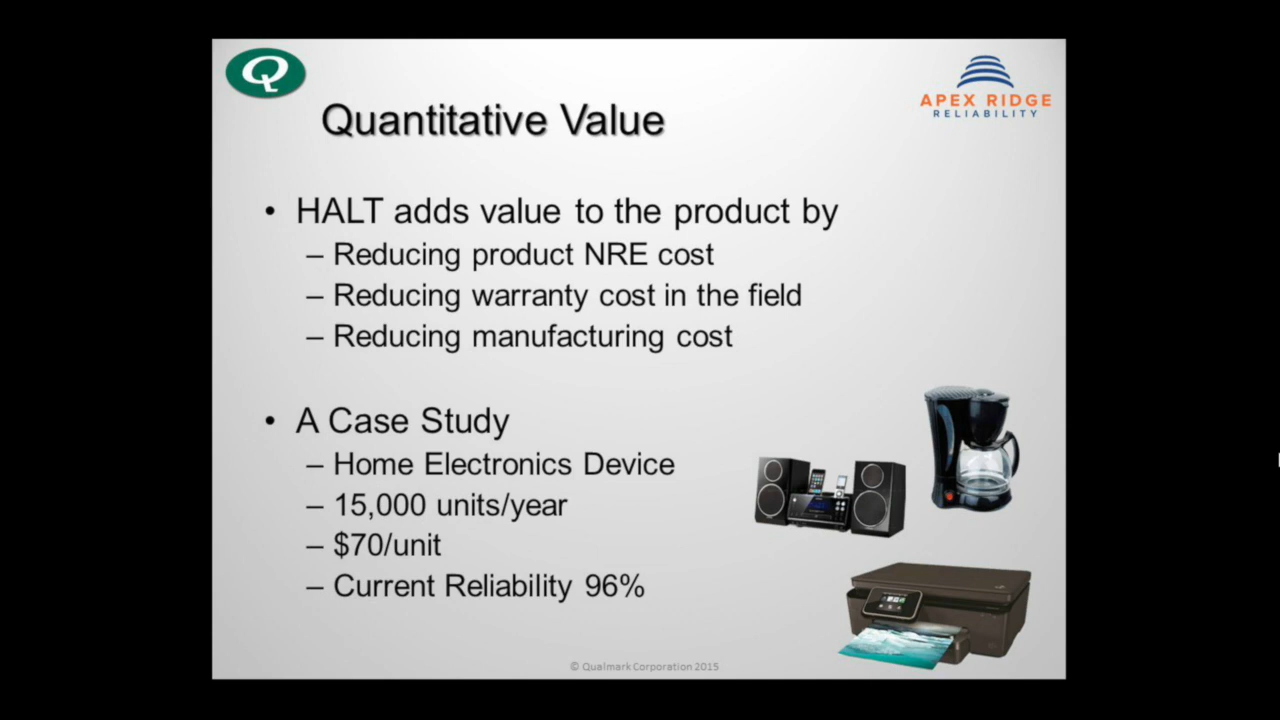 Q
APEX RIDGE
RELIABILITY
Quantitative Value
• HALT adds value to the product by
– Reducing product NRE cost
– Reducing warranty cost in the field
– Reducing manufacturing cost
• A Case Study
– Home Electronics Device
– 15,000 units/year
– $70/unit
– Current Reliability 96%
© Qualmark Corporation 2015